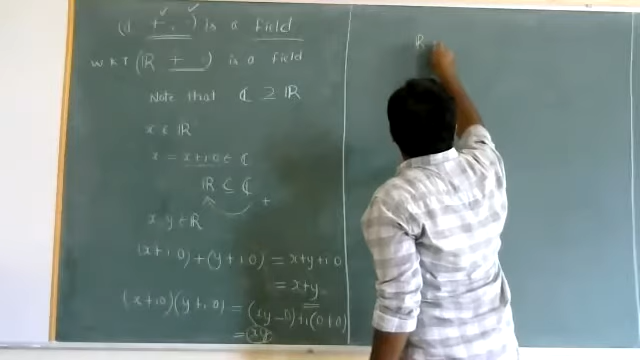 (ℂ +, ·) is a field
W K T (ℝ + ·) is a field
Note that ℂ ⊇ ℝ
x ∈ ℝ
x = x+i0 ∈ ℂ
ℝ ⊆ ℂ
+
x y ∈ ℝ
(x+i0)+(y+i0) = x+y+i0
= x+y
(x+i0)(y+i0) = (xy-0)+i(0+0)
= xy
ℝ